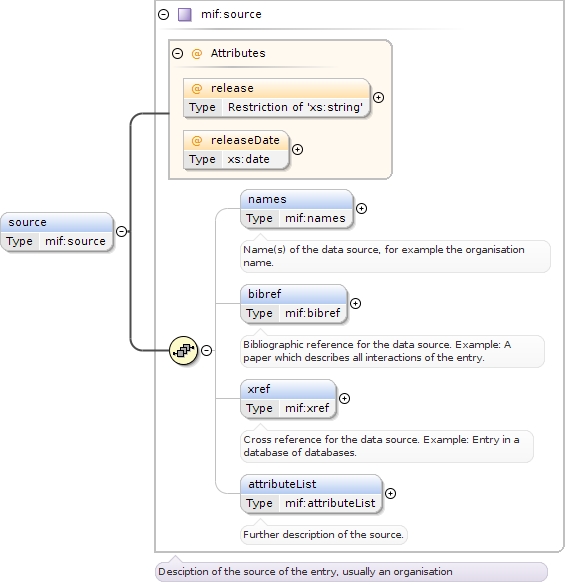 mif:source
@ Attributes
@ release
Type Restriction of 'xs:string'
@ releaseDate
Type xs:date
source
Type mif:source
names
Type mif:names
Name(s) of the data source, for example the organisation
name.
bibref
Type mif:bibref
Bibliographic reference for the data source. Example: A
paper which describes all interactions of the entry.
xref
Type mif:xref
Cross reference for the data source. Example: Entry in a
database of databases.
attributeList
Type mif:attributeList
Further description of the source.
Desciption of the source of the entry, usually an organisation